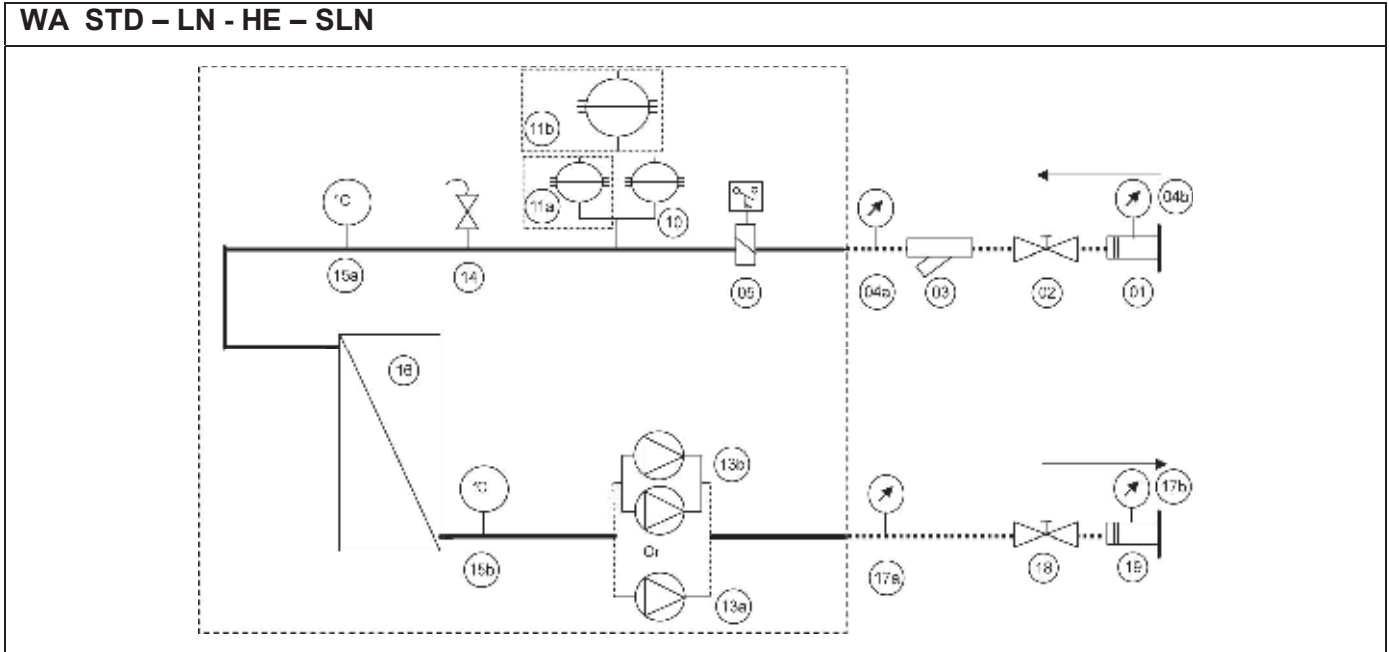 WA STD – LN - HE – SLN
11b
°C
11a
10
04b
15a
14
05
04a
03
02
01
16
°C
13b
17b
Or
15b
13a
17a
18
19